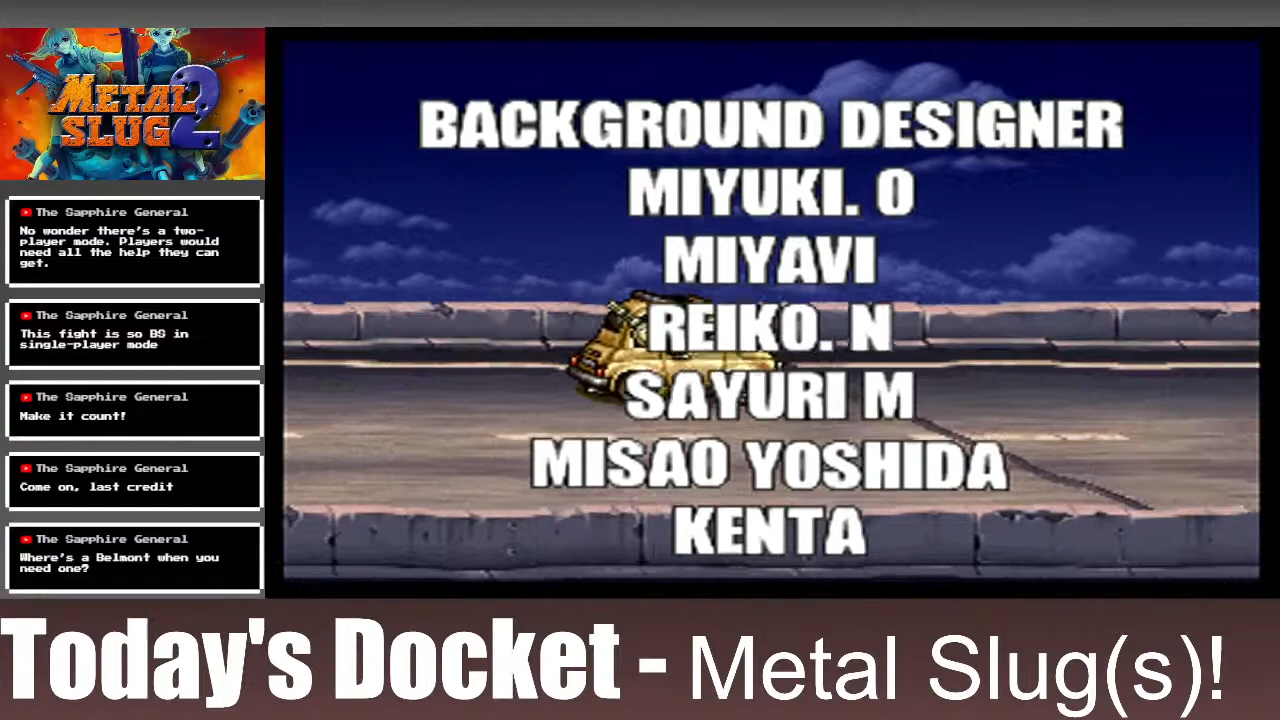 METAL
SLUG 2
The Sapphire General
No wonder there's a two-
player mode. Players would
need all the help they can
get.
The Sapphire General
This fight is so BS in
single-player mode
The Sapphire General
Make it count!
The Sapphire General
Come on, last credit
The Sapphire General
Where's a Belmont when you
need one?
BACKGROUND DESIGNER
MIYUKI. O
MIYAVI
REIKO. N
SAYURI M
MISAO YOSHIDA
KENTA
Today's Docket - Metal Slug(s)!